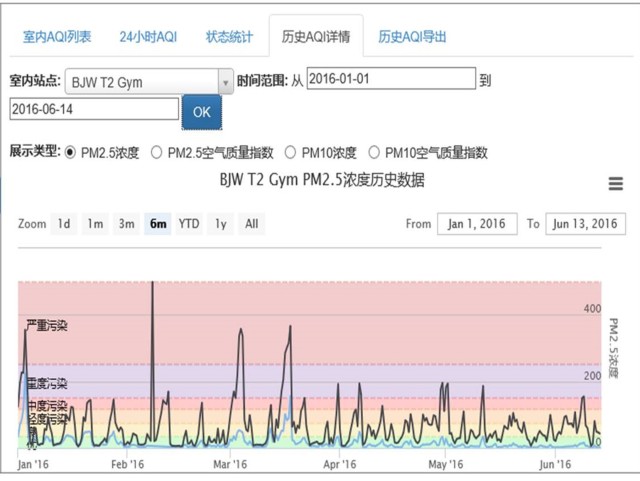 室内AQI列表 24小时AQI 状态统计 历史AQI详情 历史AQI导出
室内站点: BJW T2 Gym 时间范围: 从 2016-01-01 到
2016-06-14 OK
展示类型: PM2.5浓度 PM2.5空气质量指数 PM10浓度 PM10空气质量指数
BJW T2 Gym PM2.5浓度历史数据
Zoom 1d 1m 3m 6m YTD 1y All From Jan 1, 2016 To Jun 13, 2016
400
严重污染
PM2.5浓度
重度污染
200
中度污染
轻度污染
0
Jan '16 Feb '16 Mar '16 Apr '16 May '16 Jun '16